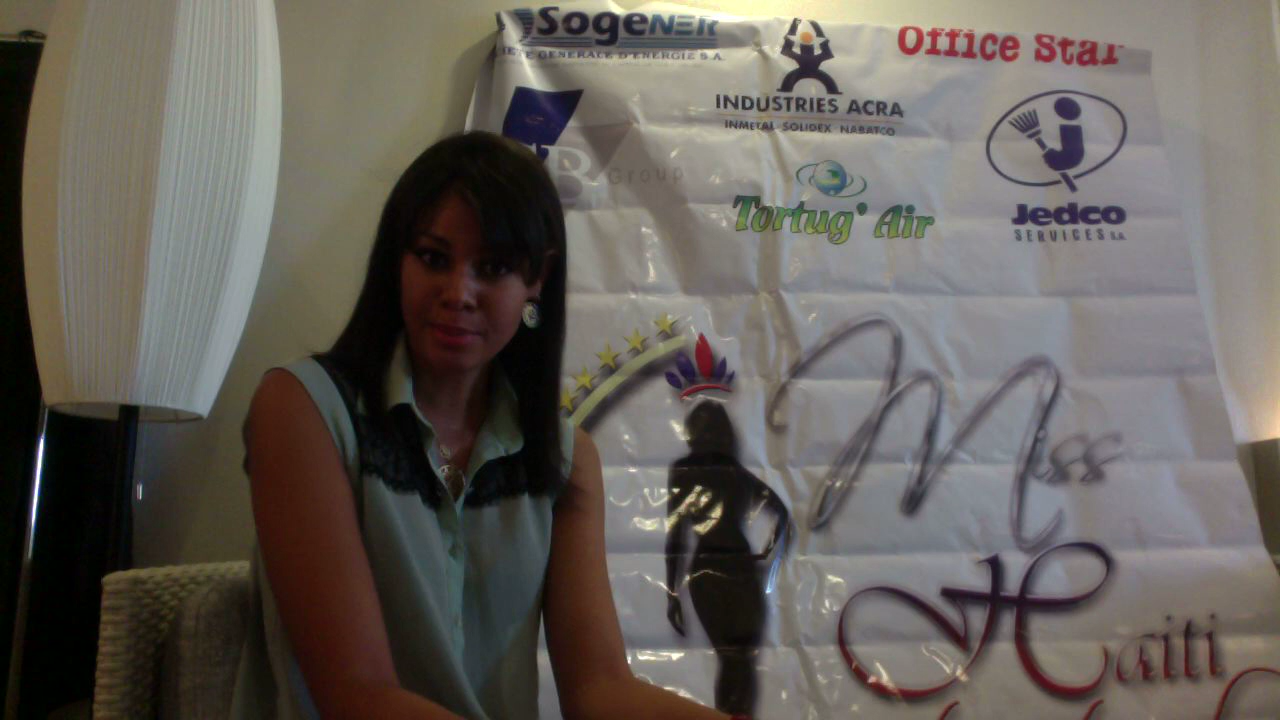 SogeNER
GENERALE D'ENERGIE S.A.
INDUSTRIES ACRA
INMETAL SOLIDEX NABATCO
Office Star
B Group
Tortug' Air
Jedco
SERVICES S.A.
Miss
Haiti